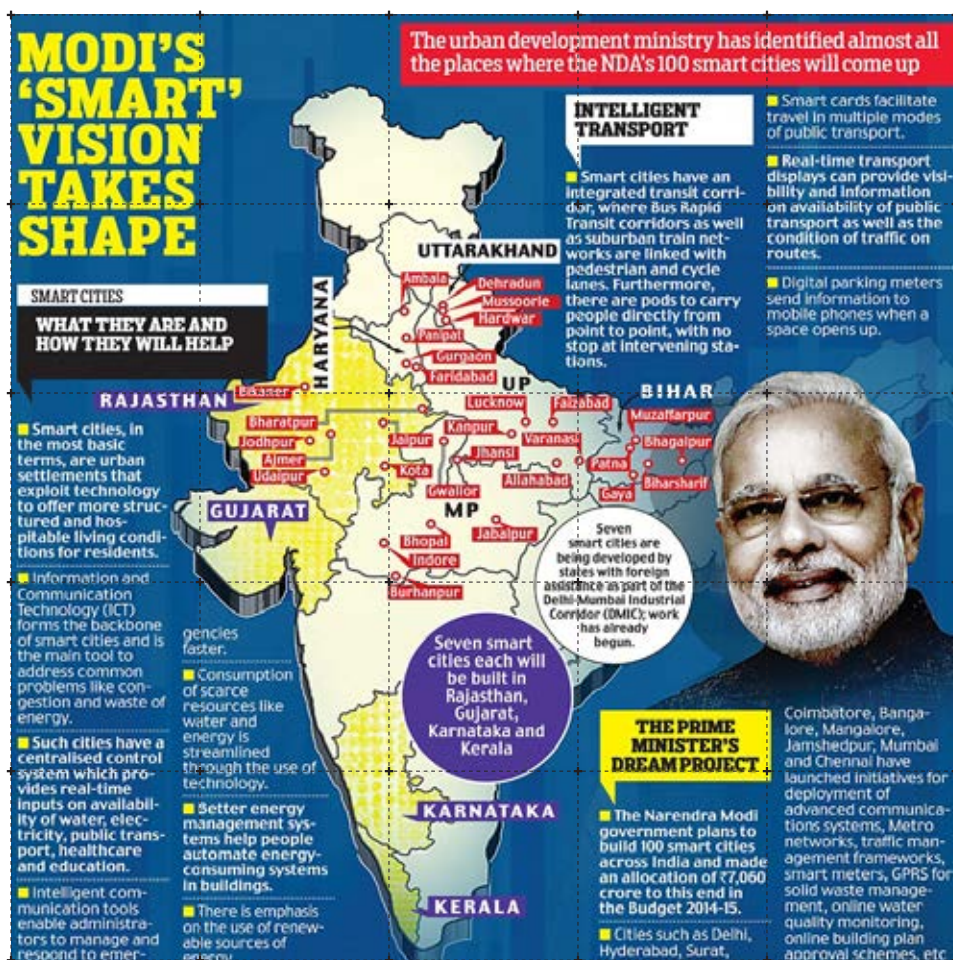 MODI'S
'SMART'
VISION
TAKES
SHAPE
The urban development ministry has identified almost all
the places where the NDA's 100 smart cities will come up
SMART CITIES
WHAT THEY ARE AND
HOW THEY WILL HELP
■ Smart cities, in
the most basic
terms, are urban
settlements that
exploit technology
to offer more struc-
tured and hos-
pitable living condi-
tions for residents.
■ Information and
Communication
Technology (ICT)
forms the backbone
of smart cities and is
the main tool to
address common
problems like con-
gestion and waste of
energy.
■ Such cities have a
centralised control
system which pro-
vides real-time
inputs on availabil-
ity of water, elec-
tricity, public trans-
port, healthcare
and education.
■ Intelligent com-
munication tools
enable administra-
tors to manage and
respond to emer-
gencies
faster.
■ Consumption
of scarce
resources like
water and
energy is
streamlined
through the use of
technology.
■ Better energy
management sys-
tems help people
automate energy-
consuming systems
in buildings.
■ There is emphasis
on the use of renew-
able sources of
energy
INTELLIGENT
TRANSPORT
■ Smart cities have an
integrated transit corri-
dor, where Bus Rapid
Transit corridors as well
as suburban train net-
works are linked with
pedestrian and cycle
lanes. Furthermore,
there are pods to carry
people directly from
point to point, with no
stop at intervening sta-
tions.
■ Smart cards facilitate
travel in multiple modes
of public transport.
■ Real-time transport
displays can provide visi-
bility and information
on availability of public
transport as well as the
condition of traffic on
routes.
■ Digital parking meters
send information to
mobile phones when a
space opens up.
UTTARAKHAND
Ambala
Dehradun
Mussoorie
Hardwar
HARYANA
Panipat
Gurgaon
Faridabad
RAJASTHAN
Bikaner
UP
BIHAR
Lucknow
Faizabad
Muzaffarpur
Bharatpur
Kanpur
Jodhpur
Jaipur
Varanasi
Bhagalpur
Ajmer
Jhansi
Patna
Udaipur
Kota
Allahabad
Biharsharif
Gwalior
Gaya
GUJARAT
MP
Bhopal
Jabalpur
Indore
Burhanpur
Seven
smart cities are
being developed by
states with foreign
assistance as part of the
Delhi-Mumbai Industrial
Corridor (DMIC); work
has already
begun.
Seven smart
cities each will
be built in
Rajasthan,
Gujarat,
Karnataka and
Kerala
KARNATAKA
KERALA
THE PRIME
MINISTER'S
DREAM PROJECT
■ The Narendra Modi
government plans to
build 100 smart cities
across India and made
an allocation of ₹7,060
crore to this end in
the Budget 2014-15.
■ Cities such as Delhi,
Hyderabad, Surat,
Coimbatore, Banga-
lore, Mangalore,
Jamshedpur, Mumbai
and Chennai have
launched initiatives for
deployment of
advanced communica-
tions systems, Metro
networks, traffic man-
agement frameworks,
smart meters, GPRS for
solid waste manage-
ment, online water
quality monitoring,
online building plan
approval schemes, etc